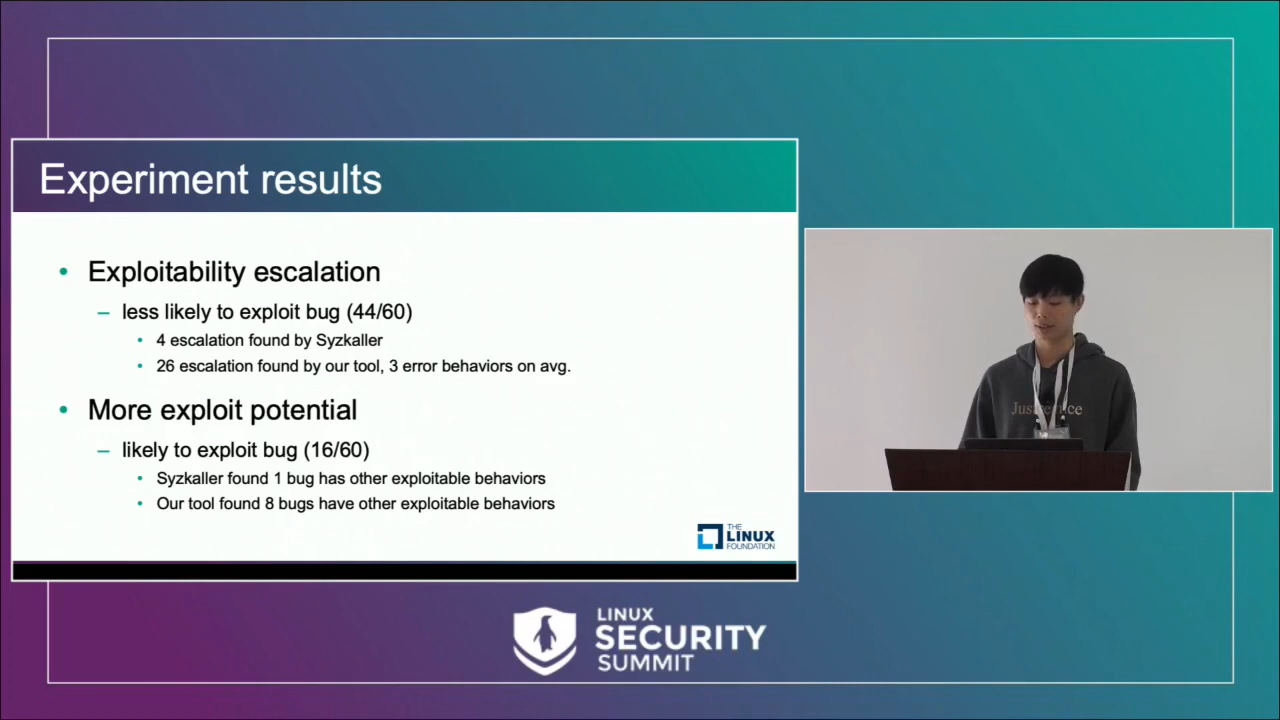 Experiment results
• Exploitability escalation
– less likely to exploit bug (44/60)
• 4 escalation found by Syzkaller
• 26 escalation found by our tool, 3 error behaviors on avg.
• More exploit potential
– likely to exploit bug (16/60)
• Syzkaller found 1 bug has other exploitable behaviors
• Our tool found 8 bugs have other exploitable behaviors
THE
LINUX
FOUNDATION
LINUX
SECURITY
SUMMIT